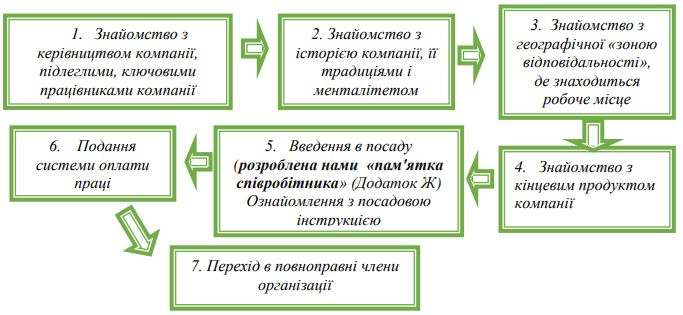 1. Знайомство з
керівництвом компанії,
підлеглими, ключовими
працівниками компанії
2. Знайомство з
історією компанії, її
традиціями і
менталітетом
3. Знайомство з
географічної «зоною
відповідальності»,
де знаходиться
робоче місце
4. Знайомство з
кінцевим продуктом
компанії
5. Введення в посаду
(розроблена нами «пам'ятка
співробітника» (Додаток Ж)
Ознайомлення з посадовою
інструкцією
6. Подання
системи оплати
праці
7. Перехід в повноправні члени
організації